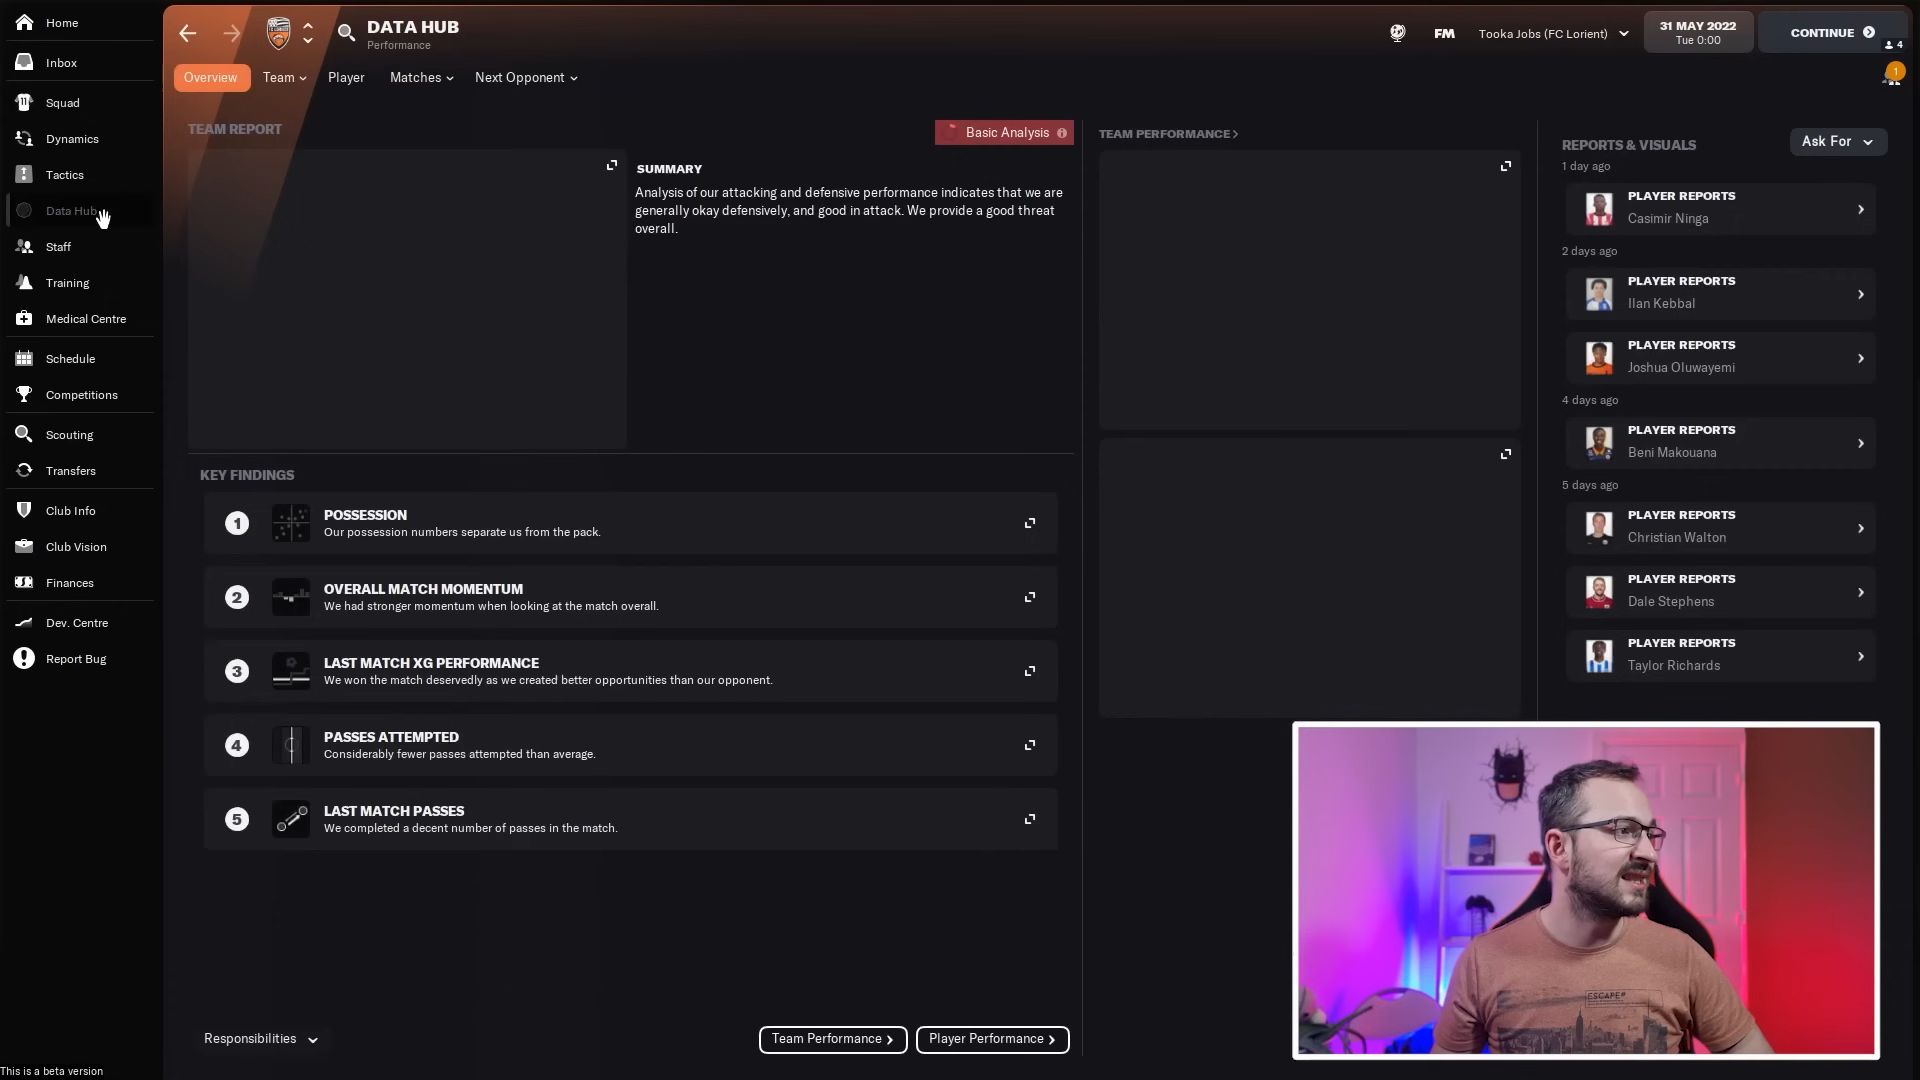 Home
Inbox
Squad
Dynamics
Tactics
Data Hub
Staff
Training
Medical Centre
Schedule
Competitions
Scouting
Transfers
Club Info
Club Vision
Finances
Dev. Centre
Report Bug
This is a beta version
DATA HUB
Performance
FM
Tooka Jobs (FC Lorient)
31 MAY 2022
Tue 0:00
CONTINUE
4
1
Overview
Team
Player
Matches
Next Opponent
TEAM REPORT
Basic Analysis
SUMMARY
Analysis of our attacking and defensive performance indicates that we are
generally okay defensively, and good in attack. We provide a good threat
overall.
KEY FINDINGS
1
POSSESSION
Our possession numbers separate us from the pack.
2
OVERALL MATCH MOMENTUM
We had stronger momentum when looking at the match overall.
3
LAST MATCH XG PERFORMANCE
We won the match deservedly as we created better opportunities than our opponent.
4
PASSES ATTEMPTED
Considerably fewer passes attempted than average.
5
LAST MATCH PASSES
We completed a decent number of passes in the match.
Responsibilities
Team Performance
Player Performance
TEAM PERFORMANCE
REPORTS & VISUALS
Ask For
1 day ago
PLAYER REPORTS
Casimir Ninga
2 days ago
PLAYER REPORTS
Ilan Kebbal
PLAYER REPORTS
Joshua Oluwayemi
4 days ago
PLAYER REPORTS
Beni Makouana
5 days ago
PLAYER REPORTS
Christian Walton
PLAYER REPORTS
Dale Stephens
PLAYER REPORTS
Taylor Richards
ESCAPE